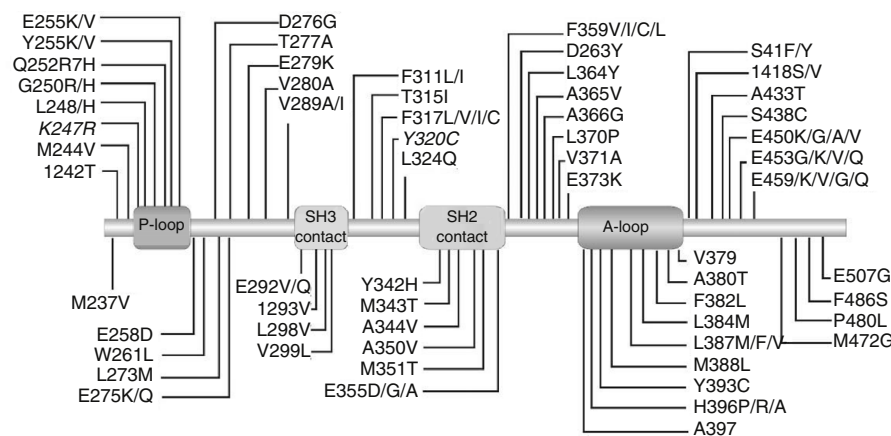 E255K/V
Y255K/V
Q252R7H
G250R/H
L248/H
K247R
M244V
1242T
D276G
T277A
E279K
V280A
V289A/I
F311L/I
T315I
F317L/V/I/C
Y320C
L324Q
F359V/I/C/L
D263Y
L364Y
A365V
A366G
L370P
V371A
E373K
S41F/Y
1418S/V
A433T
S438C
E450K/G/A/V
E453G/K/V/Q
E459/K/V/G/Q
P-loop
SH3
contact
SH2
contact
A-loop
M237V
E258D
W261L
L273M
E275K/Q
E292V/Q
1293V
L298V
V299L
Y342H
M343T
A344V
A350V
M351T
E355D/G/A
V379
A380T
F382L
L384M
L387M/F/V
M388L
Y393C
H396P/R/A
A397
E507G
F486S
P480L
M472G